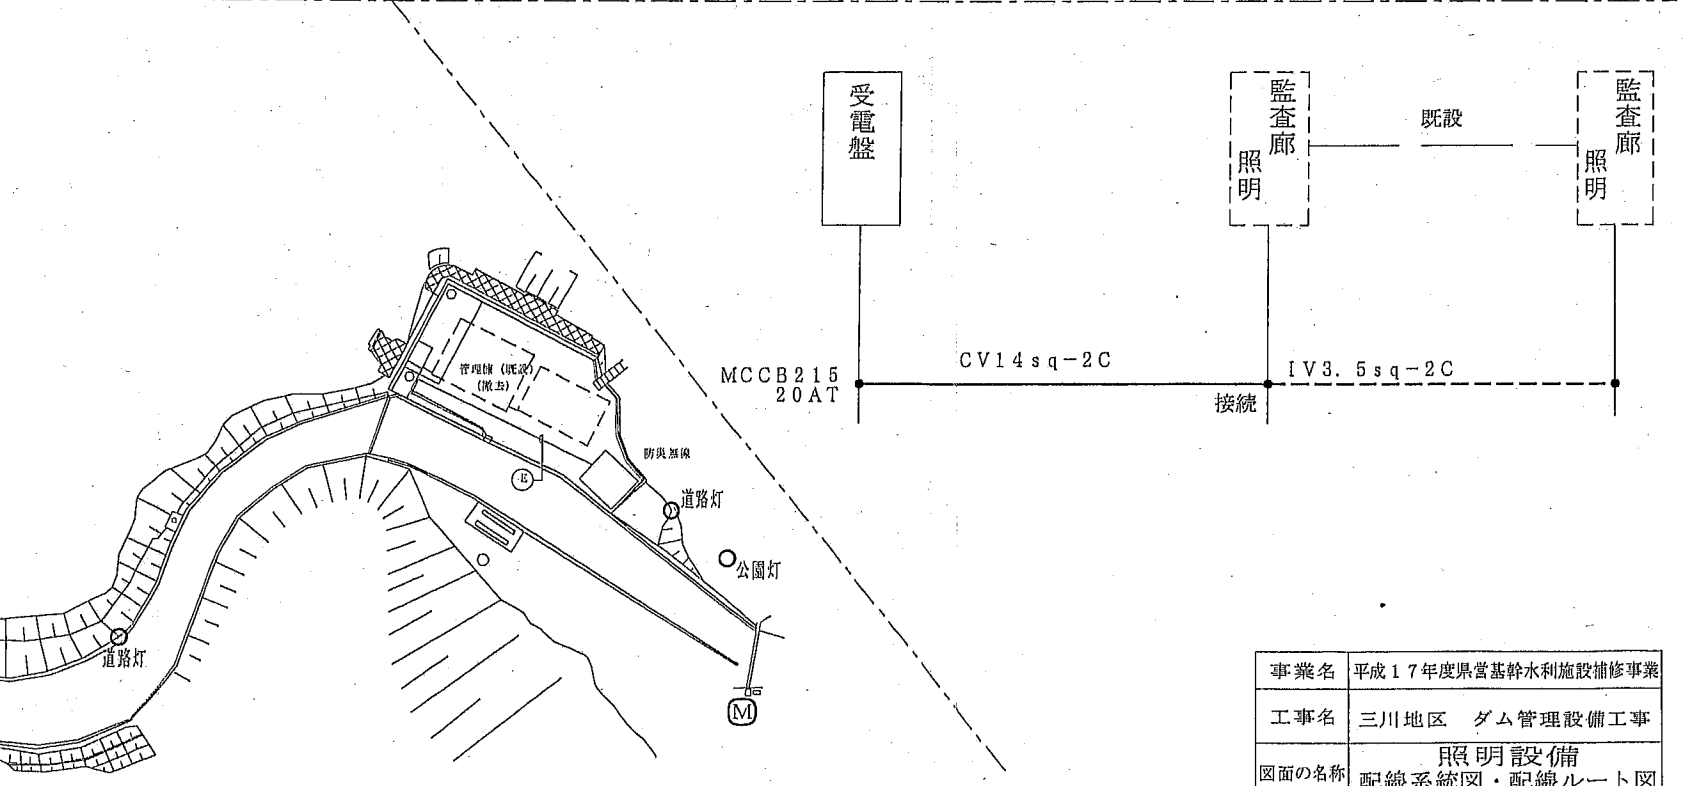 受電盤
監査廊
照明
既設
監査廊
照明
MCCB215
20AT
CV14sq-2C
IV3.5sq-2C
接続
管理棟(既設)
(撤去)
防災無線
E
道路灯
公園灯
道路灯
M
事業名 平成17年度県営基幹水利施設補修事業
工事名 三川地区 ダム管理設備工事
図面の名称 照明設備
配線系統図・配線ルート図